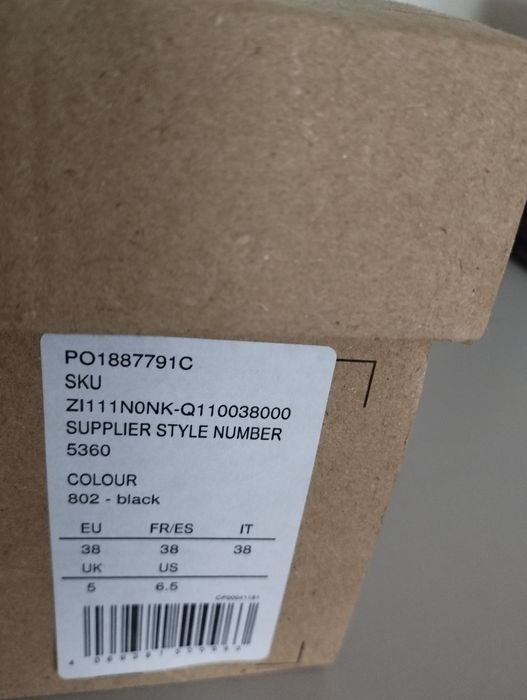 PO1887791C
SKU
ZI111N0NK-Q110038000
SUPPLIER STYLE NUMBER
5360
COLOUR
802 - black
EU FR/ES IT
38 38 38
UK US
5 6.5